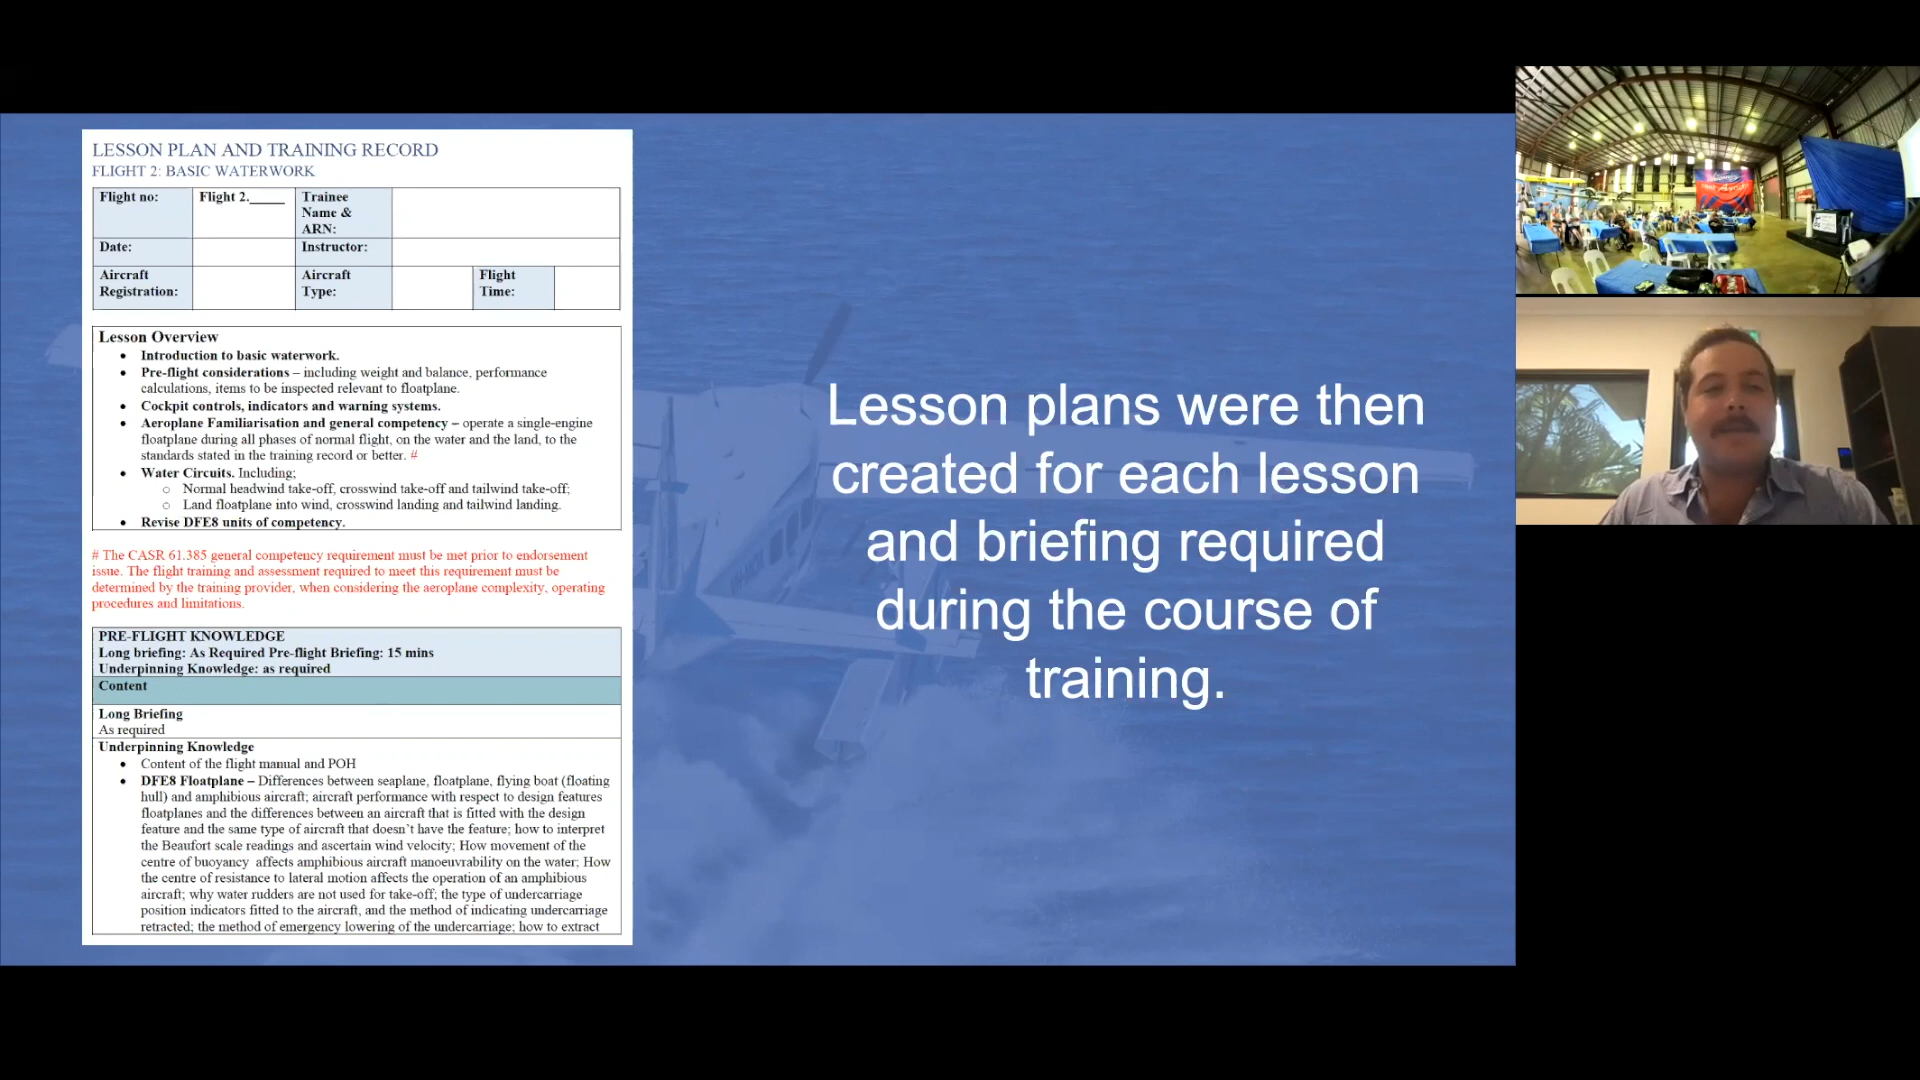 LESSON PLAN AND TRAINING RECORD
FLIGHT 2: BASIC WATERWORK
Flight no:
Flight 2._____
Trainee
Name &
ARN:
Date:
Instructor:
Aircraft
Registration:
Aircraft
Type:
Flight
Time:
Lesson Overview
• Introduction to basic waterwork.
• Pre-flight considerations – including weight and balance, performance
calculations, items to be inspected relevant to floatplane.
• Cockpit controls, indicators and warning systems.
• Aeroplane Familiarisation and general competency – operate a single-engine
floatplane during all phases of normal flight, on the water and the land, to the
standards stated in the training record or better. #
• Water Circuits. Including;
○ Normal headwind take-off, crosswind take-off and tailwind take-off;
○ Land floatplane into wind, crosswind landing and tailwind landing.
• Revise DFE8 units of competency.
# The CASR 61.385 general competency requirement must be met prior to endorsement
issue. The flight training and assessment required to meet this requirement must be
determined by the training provider, when considering the aeroplane complexity, operating
procedures and limitations.
PRE-FLIGHT KNOWLEDGE
Long briefing: As Required Pre-flight Briefing: 15 mins
Underpinning Knowledge: as required
Content
Long Briefing
As required
Underpinning Knowledge
• Content of the flight manual and POH
• DFE8 Floatplane – Differences between seaplane, floatplane, flying boat (floating
hull) and amphibious aircraft; aircraft performance with respect to design features
floatplanes and the differences between an aircraft that is fitted with the design
feature and the same type of aircraft that doesn't have the feature; how to interpret
the Beaufort scale readings and ascertain wind velocity; How movement of the
centre of buoyancy affects amphibious aircraft manoeuvrability on the water; How
the centre of resistance to lateral motion affects the operation of an amphibious
aircraft; why water rudders are not used for take-off; the type of undercarriage
position indicators fitted to the aircraft, and the method of indicating undercarriage
retracted; the method of emergency lowering of the undercarriage; how to extract
Lesson plans were then
created for each lesson
and briefing required
during the course of
training.